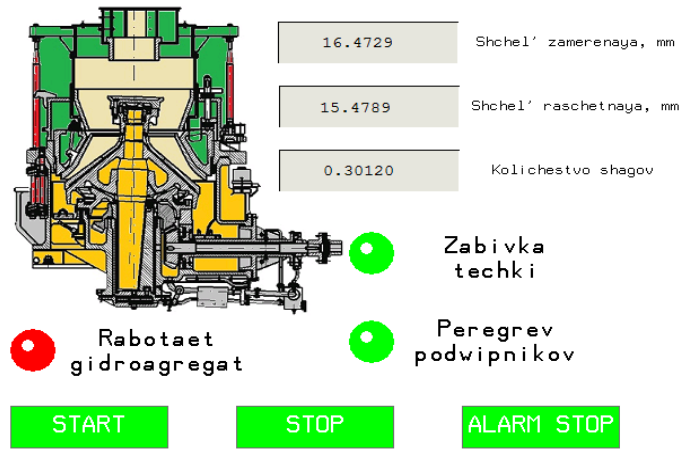 16.4729 Shchel' zamerenaya, mm
15.4789 Shchel' raschetnaya, mm
0.30120 Kolichestvo shagov
Zabivka
techki
Rabotaet
gidroagregat
Peregrev
podwipnikov
START STOP ALARM STOP